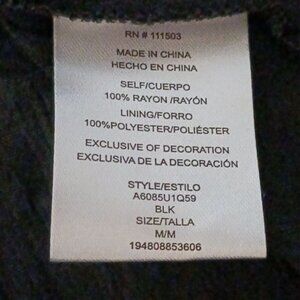 RN # 111503
MADE IN CHINA
HECHO EN CHINA
SELF/CUERPO
100% RAYON /RAYÓN
LINING/FORRO
100%POLYESTER/POLIÉSTER
EXCLUSIVE OF DECORATION
EXCLUSIVA DE LA DECORACIÓN
STYLE/ESTILO
A6085U1Q59
BLK
SIZE/TALLA
M/M
194808853606